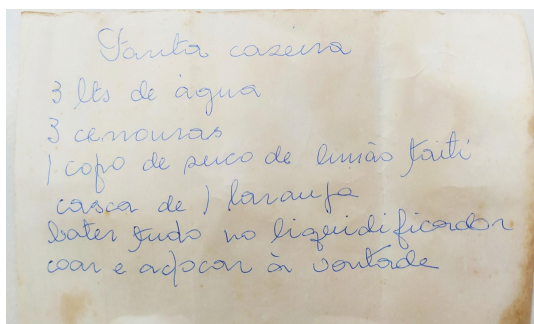 Fanta cazeira
3 lts de água
3 cenouras
1 copo de suco de limão taiti
casca de 1 laranja
bater tudo no liquidificador
coar e adoçar à vontade